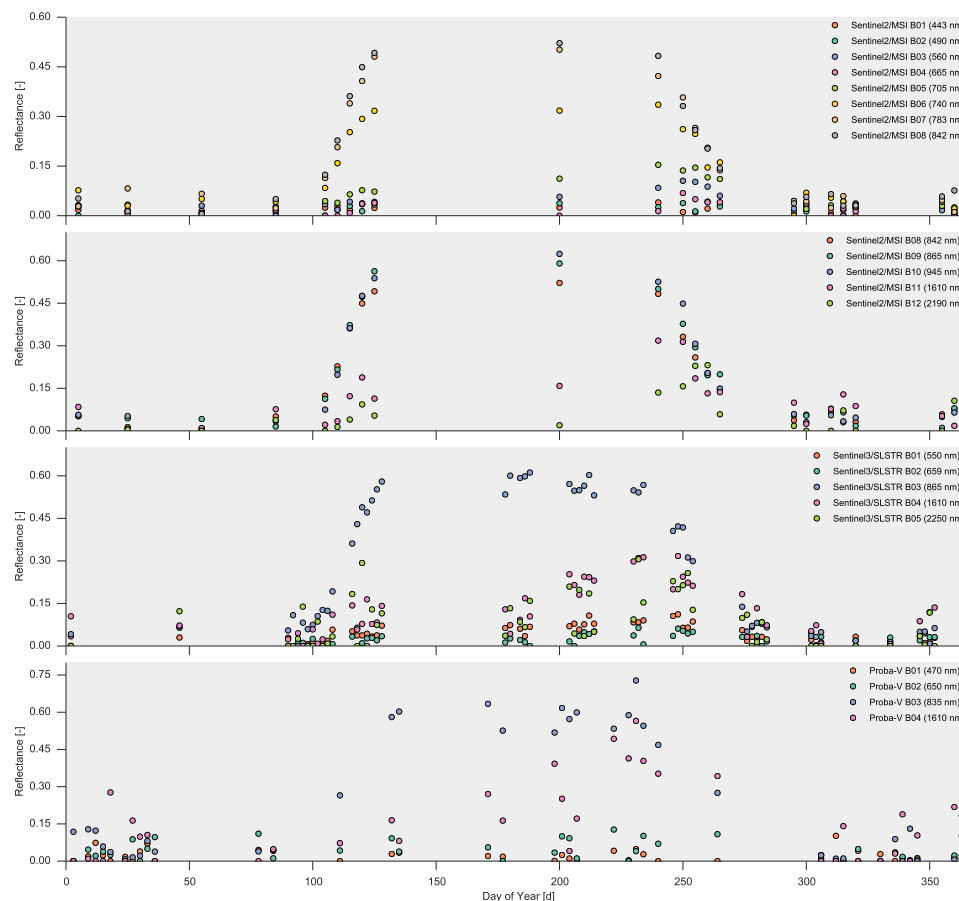 0.60
0.45
0.30
0.15
0.00
Reflectance [-]
Sentinel2/MSI B01 (443 nm
Sentinel2/MSI B02 (490 nm
Sentinel2/MSI B03 (560 nm
Sentinel2/MSI B04 (665 nm
Sentinel2/MSI B05 (705 nm
Sentinel2/MSI B06 (740 nm
Sentinel2/MSI B07 (783 nm
Sentinel2/MSI B08 (842 nm
0.60
0.45
0.30
0.15
0.00
Reflectance [-]
Sentinel2/MSI B08 (842 nm)
Sentinel2/MSI B09 (865 nm)
Sentinel2/MSI B10 (945 nm)
Sentinel2/MSI B11 (1610 nm)
Sentinel2/MSI B12 (2190 nm)
0.60
0.45
0.30
0.15
0.00
Reflectance [-]
Sentinel3/SLSTR B01 (550 nm)
Sentinel3/SLSTR B02 (659 nm)
Sentinel3/SLSTR B03 (865 nm)
Sentinel3/SLSTR B04 (1610 nm)
Sentinel3/SLSTR B05 (2250 nm)
0.75
0.60
0.45
0.30
0.15
0.00
Reflectance [-]
Proba-V B01 (470 nm)
Proba-V B02 (650 nm)
Proba-V B03 (835 nm)
Proba-V B04 (1610 nm)
0 50 100 150 200 250 300 350
Day of Year [d]